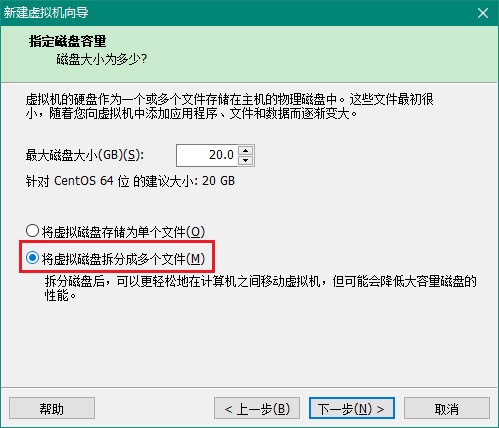 新建虚拟机向导
指定磁盘容量
磁盘大小为多少?
虚拟机的硬盘作为一个或多个文件存储在主机的物理磁盘中。这些文件最初很
小，随着您向虚拟机中添加应用程序、文件和数据而逐渐变大。
最大磁盘大小(GB)(S): 20.0
针对 CentOS 64 位 的建议大小: 20 GB
将虚拟磁盘存储为单个文件(O)
将虚拟磁盘拆分成多个文件(M)
拆分磁盘后，可以更轻松地在计算机之间移动虚拟机，但可能会降低大容量磁盘的
性能。
帮助 < 上一步(B) 下一步(N) > 取消